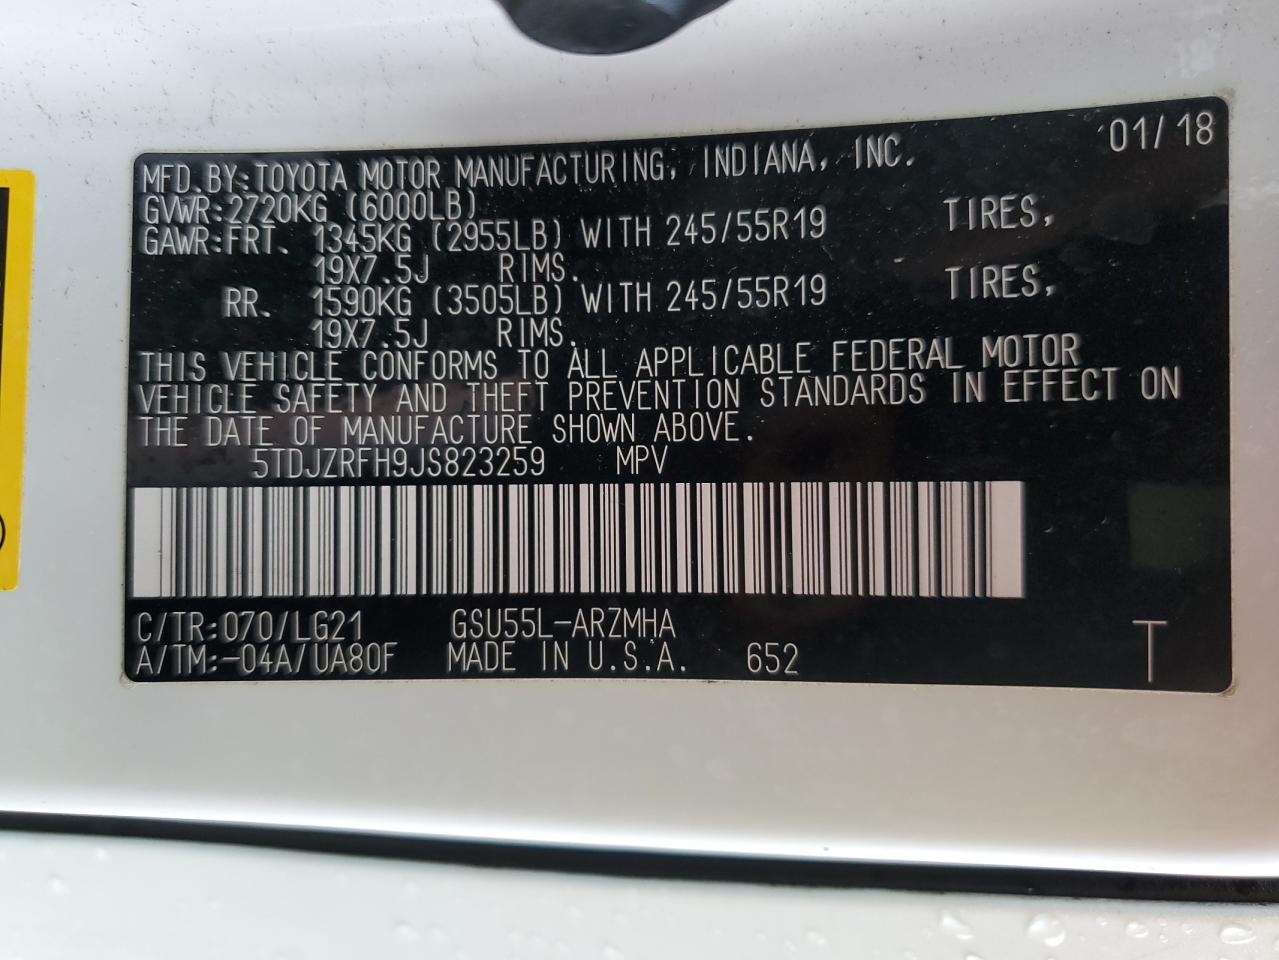 01/18
MFD.BY:TOYOTA MOTOR MANUFACTURING, INDIANA, INC.
GVWR:2720KG (6000LB)
GAWR:FRT. 1345KG (2955LB) WITH 245/55R19 TIRES,
19X7.5J RIMS.
RR. 1590KG (3505LB) WITH 245/55R19 TIRES,
19X7.5J RIMS.
THIS VEHICLE CONFORMS TO ALL APPLICABLE FEDERAL MOTOR
VEHICLE SAFETY AND THEFT PREVENTION STANDARDS IN EFFECT ON
THE DATE OF MANUFACTURE SHOWN ABOVE.
5TDJZRFH9JS823259 MPV
C/TR:070/LG21 GSU55L-ARZMHA
A/TM:-04A/UA80F MADE IN U.S.A. 652 T